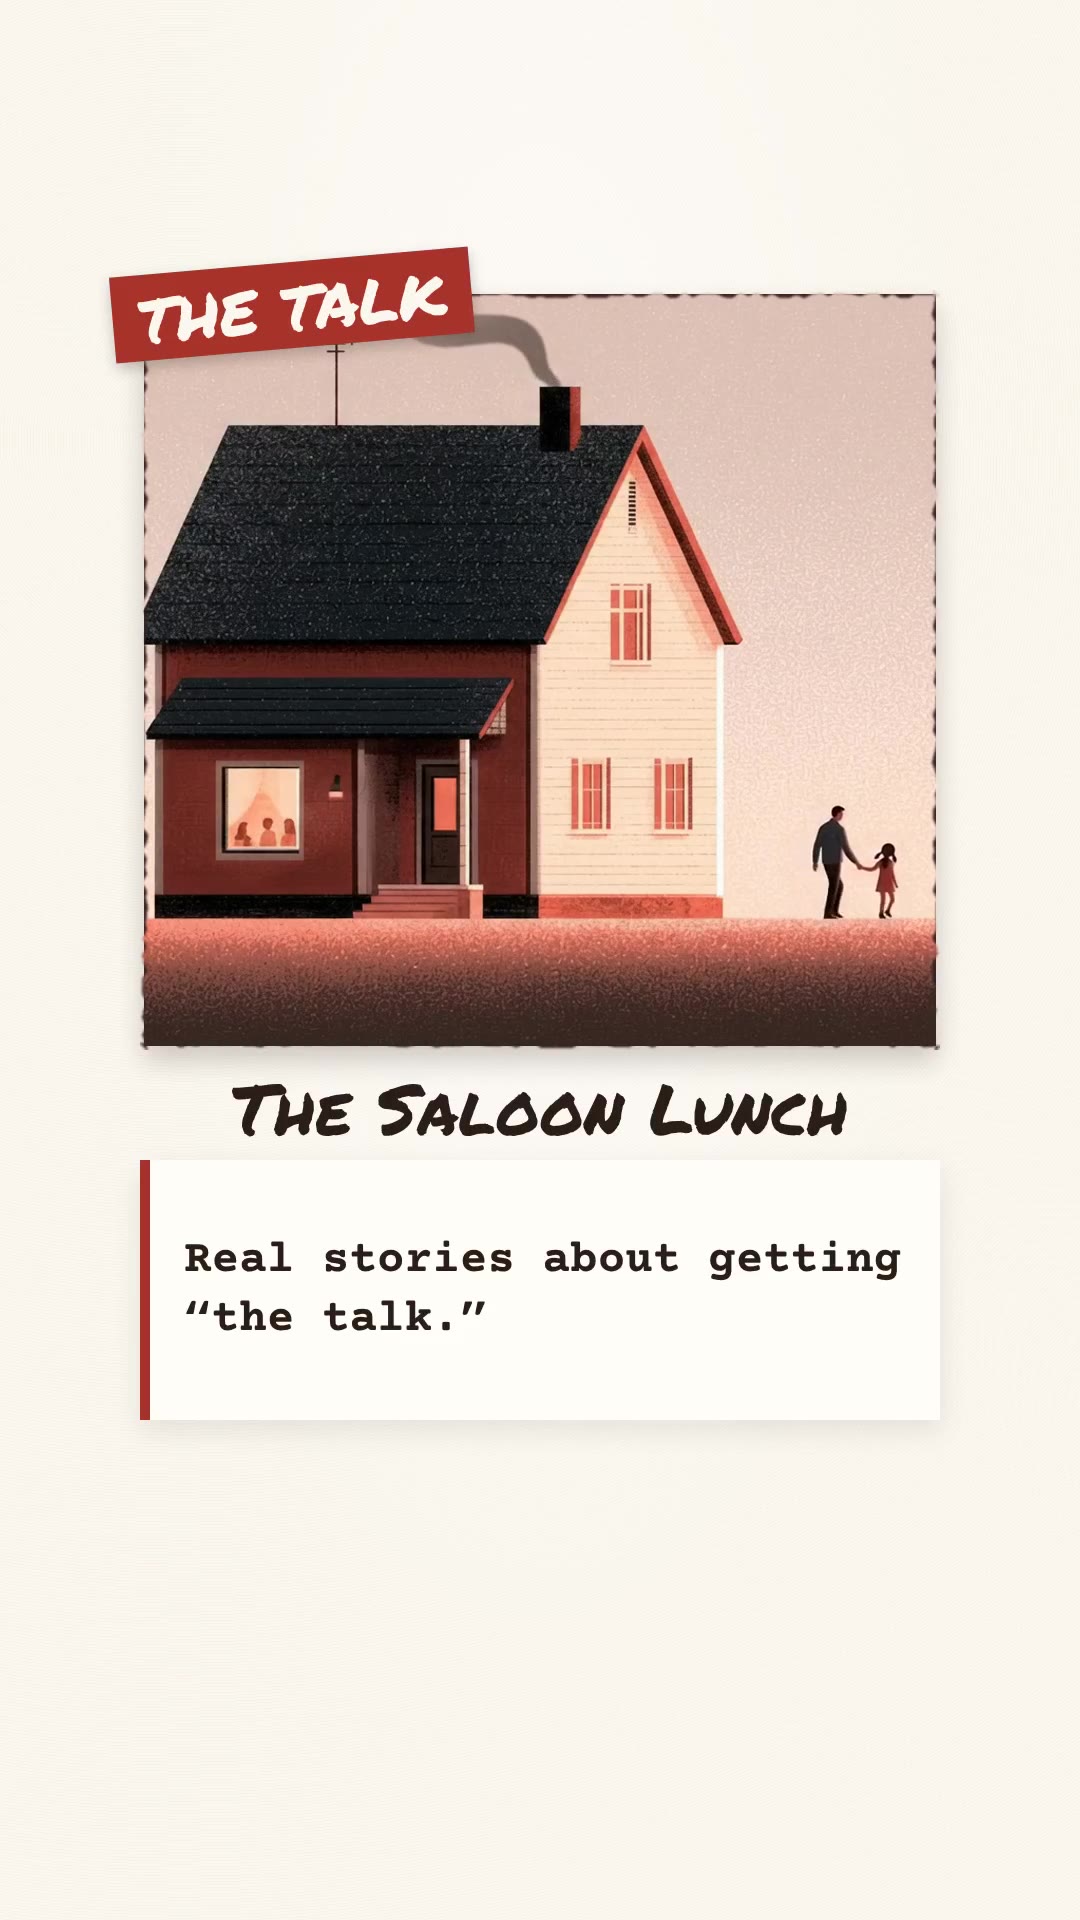 THE TALK
The Saloon Lunch
Real stories about getting
“the talk.”